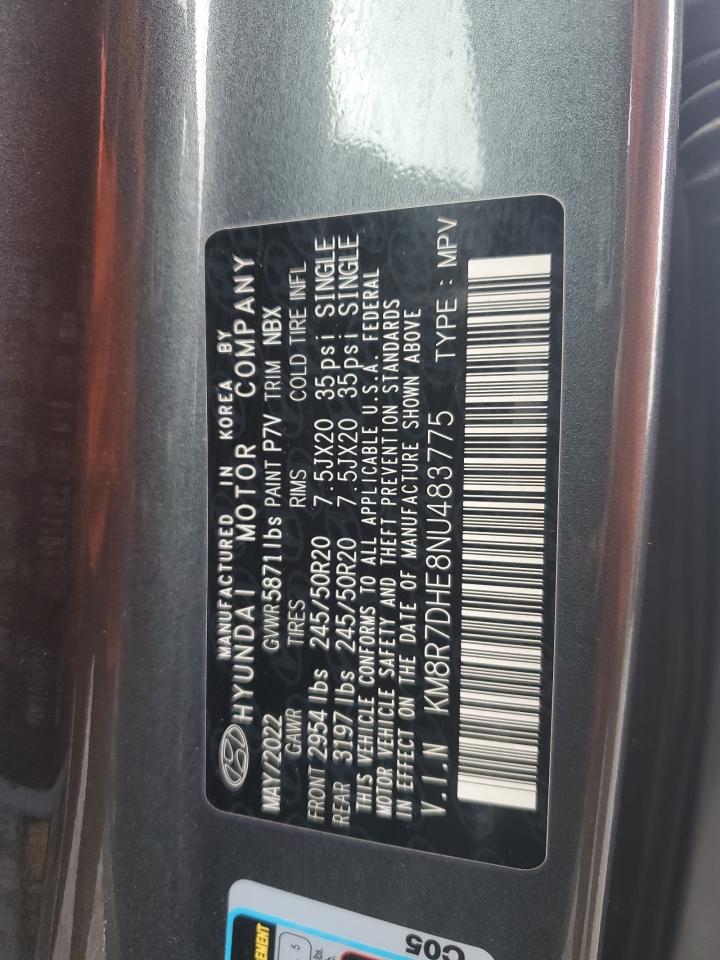 MANUFACTURED IN KOREA BY
HYUNDAI MOTOR COMPANY
MAY/2022 GVWR5871lbs PAINT P7V TRIM NBX
GAWR TIRES RIMS COLD TIRE INFL
FRONT 2954 lbs 245/50R20 7.5JX20 35psi SINGLE
REAR 3197 lbs 245/50R20 7.5JX20 35psi SINGLE
THIS VEHICLE CONFORMS TO ALL APPLICABLE U.S.A. FEDERAL
MOTOR VEHICLE SAFETY AND THEFT PREVENTION STANDARDS
IN EFFECT ON THE DATE OF MANUFACTURE SHOWN ABOVE
V.I.N KM8R7DHE8NU483775 TYPE : MPV
C05